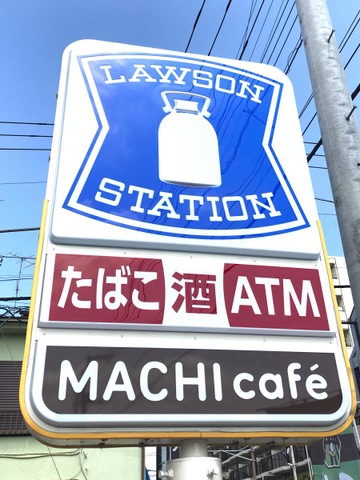 LAWSON
STATION
たばこ 酒 ATM
MACHI café